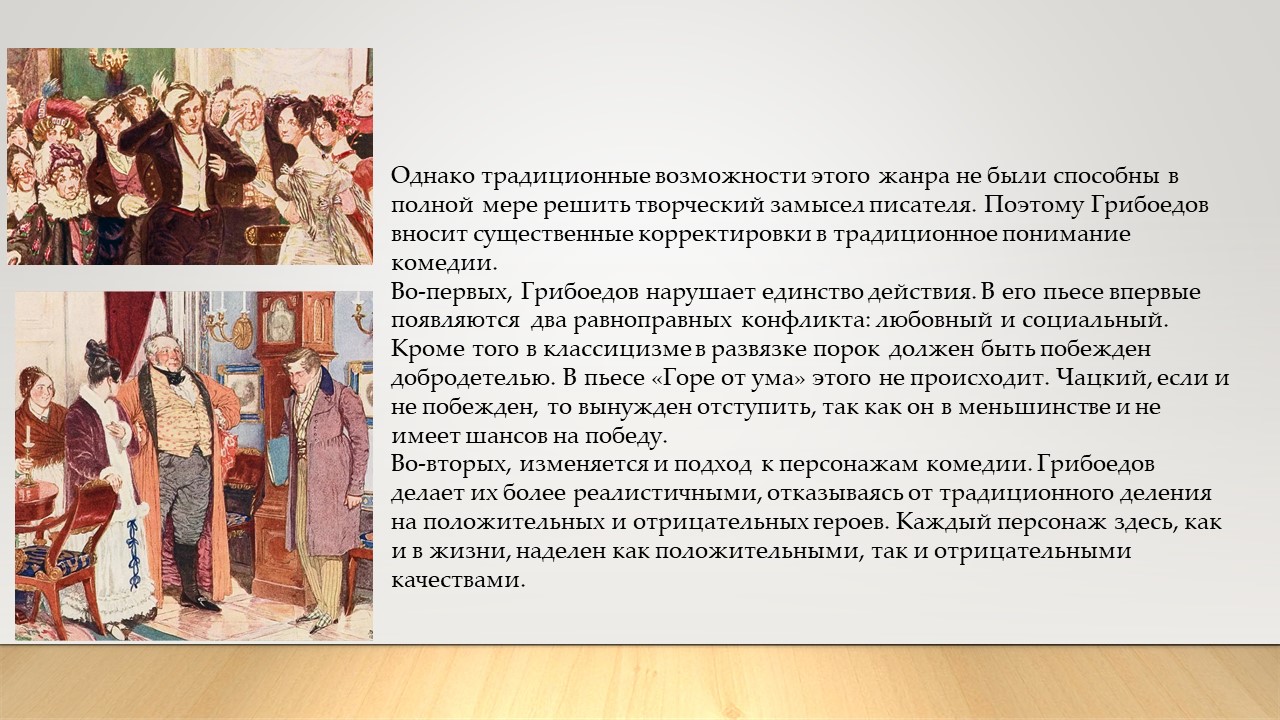 Однако традиционные возможности этого жанра не были способны в
полной мере решить творческий замысел писателя. Поэтому Грибоедов
вносит существенные корректировки в традиционное понимание
комедии.
Во-первых, Грибоедов нарушает единство действия. В его пьесе впервые
появляются два равноправных конфликта: любовный и социальный.
Кроме того в классицизме в развязке порок должен быть побежден
добродетелью. В пьесе «Горе от ума» этого не происходит. Чацкий, если и
не побежден, то вынужден отступить, так как он в меньшинстве и не
имеет шансов на победу.
Во-вторых, изменяется и подход к персонажам комедии. Грибоедов
делает их более реалистичными, отказываясь от традиционного деления
на положительных и отрицательных героев. Каждый персонаж здесь, как
и в жизни, наделен как положительными, так и отрицательными
качествами.